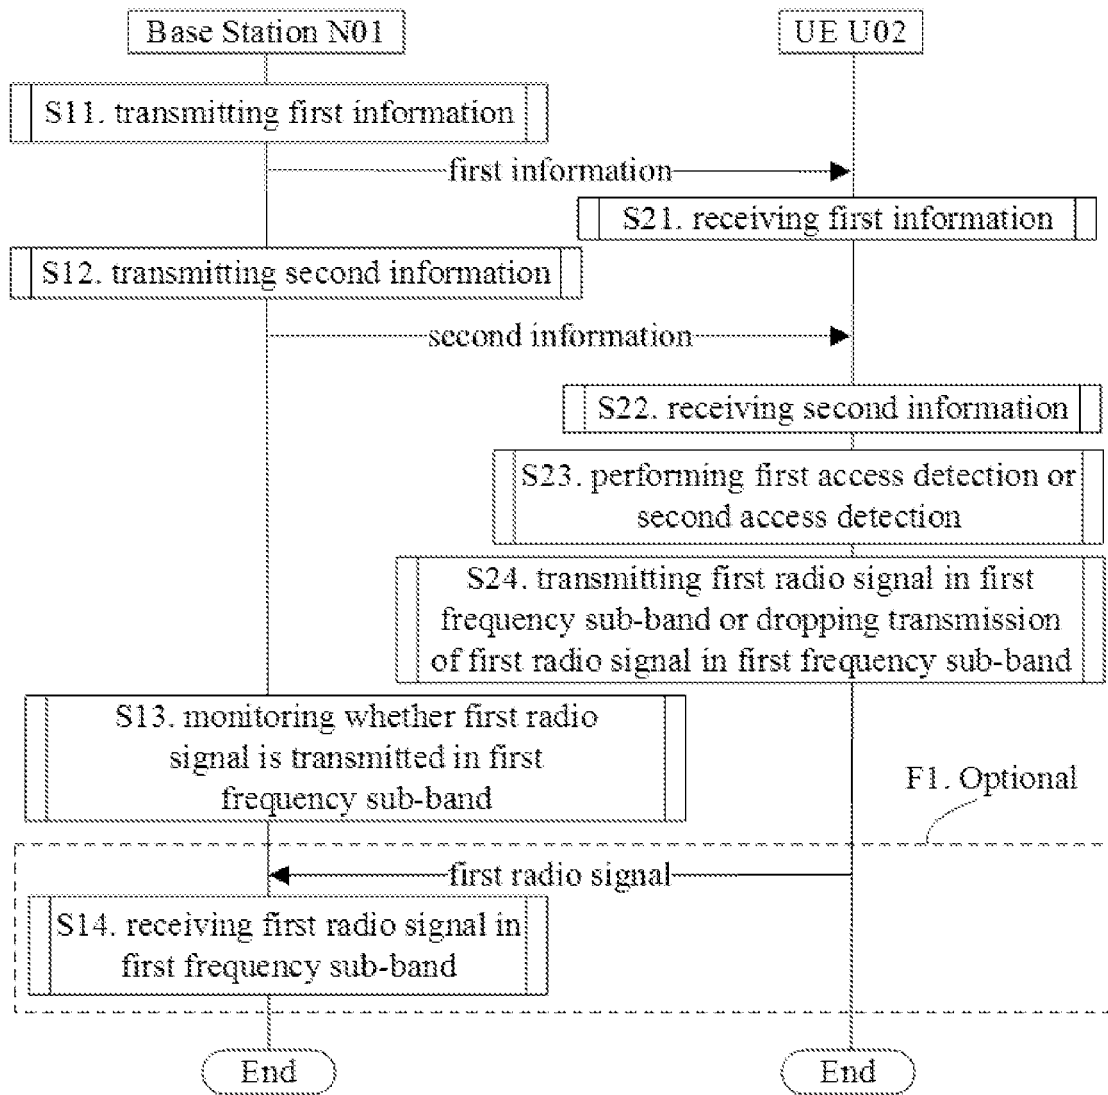 Base Station N01
UE U02
S11. transmitting first information
first information
S21. receiving first information
S12. transmitting second information
second information
S22. receiving second information
S23. performing first access detection or
second access detection
S24. transmitting first radio signal in first
frequency sub-band or dropping transmission
of first radio signal in first frequency sub-band
S13. monitoring whether first radio
signal is transmitted in first
frequency sub-band
F1. Optional
first radio signal
S14. receiving first radio signal in
first frequency sub-band
End
End